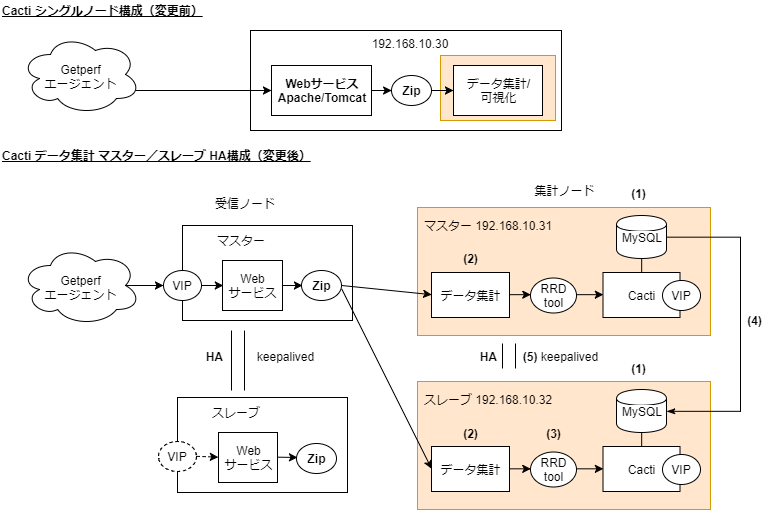 Cacti シングルノード構成（変更前）
192.168.10.30
Getperf
エージェント
Webサービス
Apache/Tomcat
Zip
データ集計/
可視化
Cacti データ集計 マスター／スレーブ HA構成（変更後）
受信ノード
集計ノード
(1)
マスター
マスター 192.168.10.31
MySQL
(2)
Getperf
エージェント
VIP
Web
サービス
Zip
データ集計
RRD
tool
Cacti
VIP
(4)
HA
keepalived
HA
(5) keepalived
(1)
スレーブ
スレーブ 192.168.10.32
MySQL
(2)
(3)
VIP
Web
サービス
Zip
データ集計
RRD
tool
Cacti
VIP